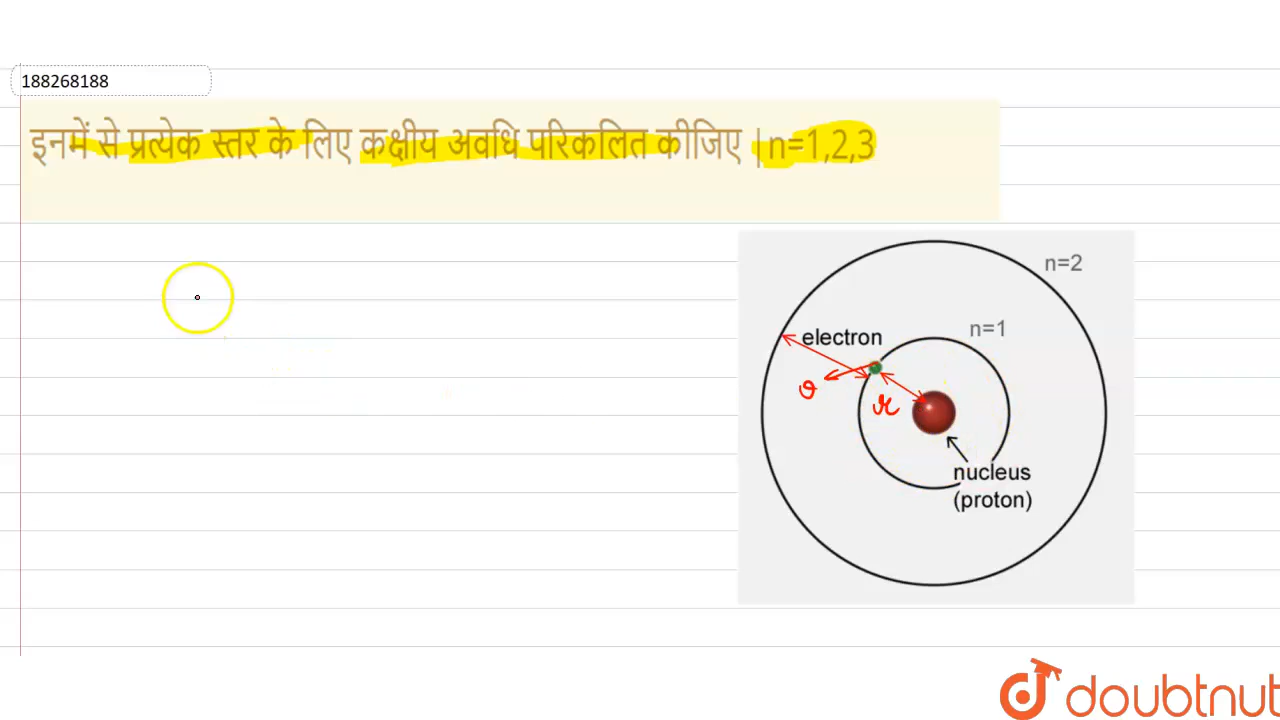 188268188
इनमें से प्रत्येक स्तर के लिए कक्षीय अवधि परिकलित कीजिए | n=1,2,3
n=2
n=1
electron
nucleus
(proton)
doubtnut